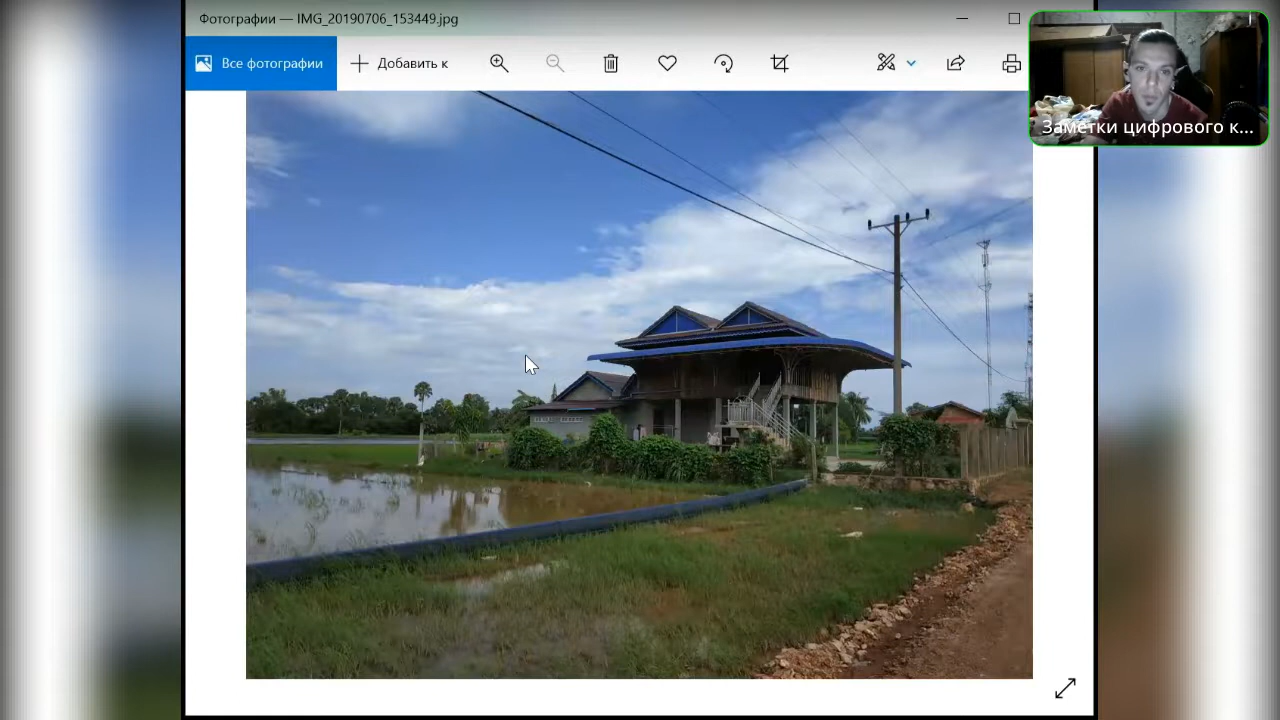 Фотографии — IMG_20190706_153449.jpg
Все фотографии
Добавить к
Заметки цифрового к...